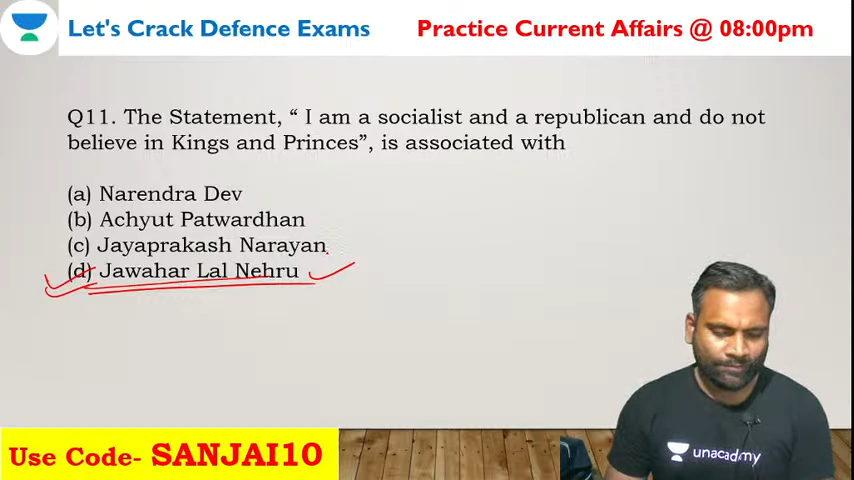 Let's Crack Defence Exams Practice Current Affairs @ 08:00pm
Q11. The Statement, “ I am a socialist and a republican and do not
believe in Kings and Princes”, is associated with
(a) Narendra Dev
(b) Achyut Patwardhan
(c) Jayaprakash Narayan
(d) Jawahar Lal Nehru
unacademy
Use Code- SANJAI10